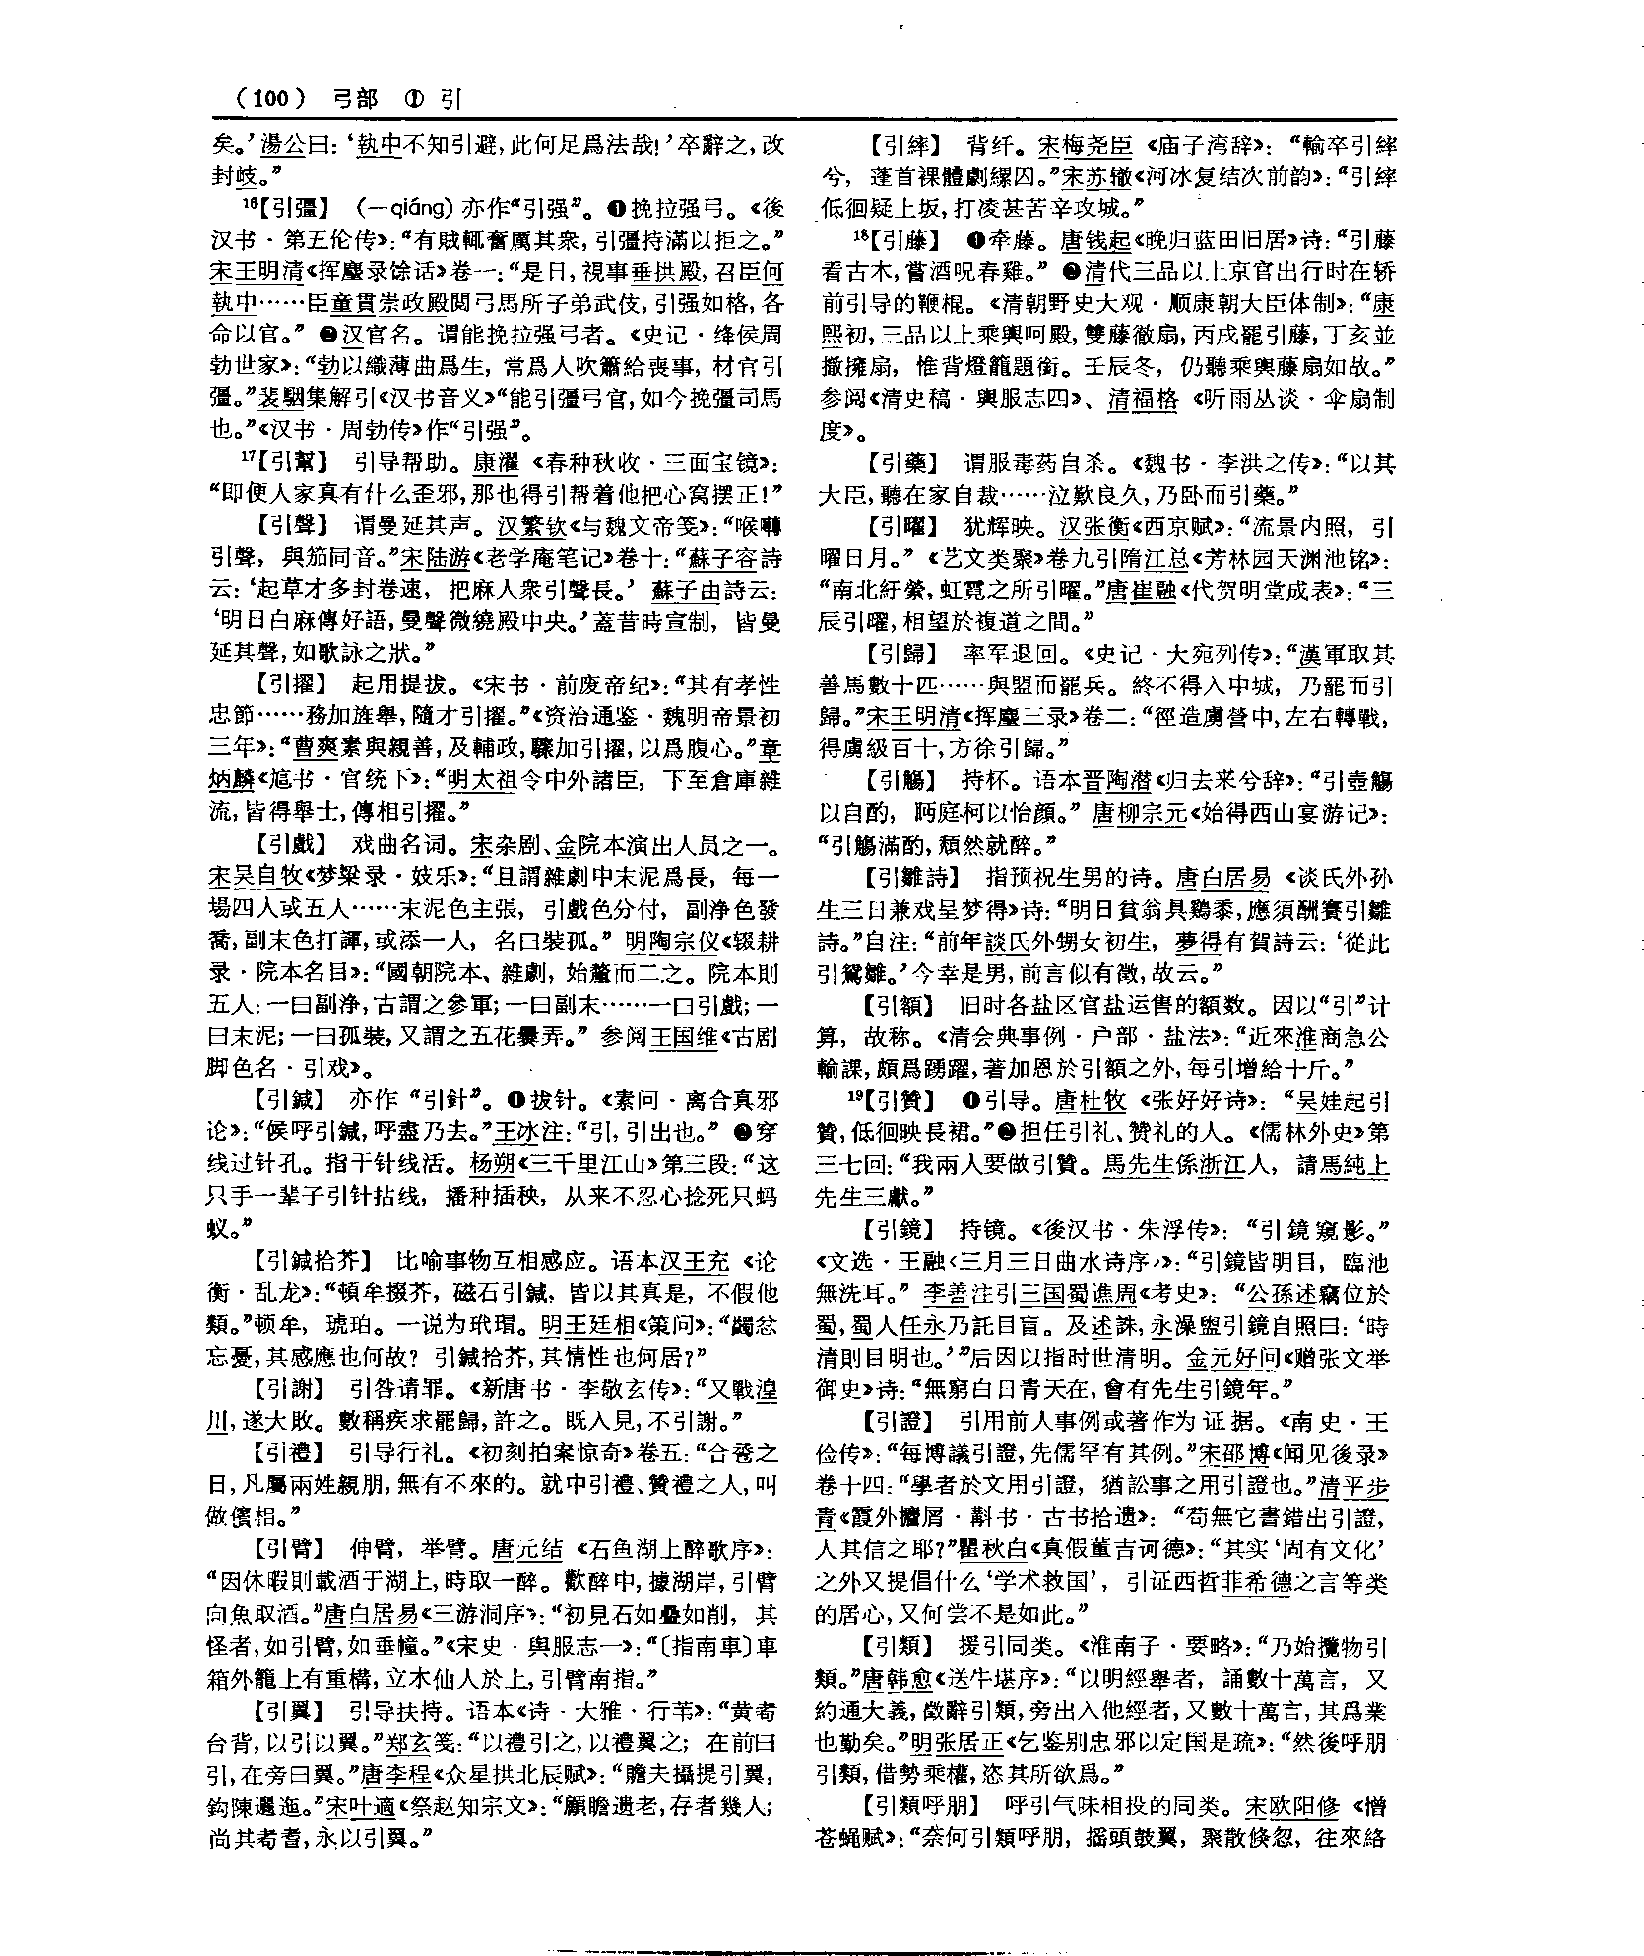 （100） 弓部 ① 引
矣。’湯公曰：‘執中不知引避，此何足爲法哉！’卒辭之，改
封岐。”
16【引彊】 （—qiáng）亦作“引强”。❶挽拉强弓。《後
汉书·第五伦传》：“有賊輒奮厲其衆，引彊持滿以拒之。”
宋王明清《挥麈录馀话》卷一：“是日，視事垂拱殿，召臣何
執中……臣童貫崇政殿閲弓馬所子弟武伎，引强如格，各
命以官。” ❷汉官名。谓能挽拉强弓者。《史记·绛侯周
勃世家》：“勃以織薄曲爲生，常爲人吹簫給喪事，材官引
彊。”裴駰集解引《汉书音义》“能引彊弓官，如今挽彊司馬
也。”《汉书·周勃传》作“引强”。
17【引幫】 引导帮助。康濯《春种秋收·三面宝镜》：
“即便人家真有什么歪邪，那也得引帮着他把心窝摆正！”
【引聲】 谓曼延其声。汉繁钦《与魏文帝笺》：“喉囀
引聲，與笳同音。”宋陆游《老学庵笔记》卷十：“蘇子容詩
云：‘起草才多封卷速，把麻人衆引聲長。’蘇子由詩云：
‘明日白麻傳好語，曼聲微繞殿中央。’蓋昔時宣制，皆曼
延其聲，如歌詠之狀。”
【引擢】 起用提拔。《宋书·前废帝纪》：“其有孝性
忠節……務加旌舉，隨才引擢。”《资治通鉴·魏明帝景初
三年》：“曹爽素與親善，及輔政，驟加引擢，以爲腹心。”章
炳麟《訄书·官统下》：“明太祖令中外諸臣，下至倉庫雜
流，皆得舉士，傳相引擢。”
【引戲】 戏曲名词。宋杂剧、金院本演出人员之一。
宋吴自牧《梦粱录·妓乐》：“且謂雜劇中末泥爲長，每一
場四人或五人……末泥色主張，引戲色分付，副净色發
喬，副末色打諢，或添一人，名曰裝孤。”明陶宗仪《辍耕
录·院本名目》：“國朝院本、雜劇，始釐而二之。院本則
五人：一曰副净，古謂之參軍；一曰副末……一曰引戲；一
曰末泥；一曰孤裝，又謂之五花爨弄。”参阅王国维《古剧
脚色名·引戏》。
【引鍼】 亦作“引針”。❶拔针。《素问·离合真邪
论》：“候呼引鍼，呼盡乃去。”王冰注：“引，引出也。” ❷穿
线过针孔。指干针线活。杨朔《三千里江山》第三段：“这
只手一辈子引针拈线，播种插秧，从来不忍心捻死只蚂
蚁。”
【引鍼拾芥】 比喻事物互相感应。语本汉王充《论
衡·乱龙》：“頓牟掇芥，磁石引鍼，皆以其真是，不假他
類。”顿牟，琥珀。一说为玳瑁。明王廷相《策问》：“蠲忿
忘憂，其感應也何故？引鍼拾芥，其情性也何居？”
【引謝】 引咎请罪。《新唐书·李敬玄传》：“又戰湟
川，遂大敗。數稱疾求罷歸，許之。既入見，不引謝。”
【引禮】 引导行礼。《初刻拍案惊奇》卷五：“合卺之
日，凡屬兩姓親朋，無有不來的。就中引禮、贊禮之人，叫
做儐相。”
【引臂】 伸臂，举臂。唐元结《石鱼湖上醉歌序》：
“因休暇則載酒于湖上，時取一醉。歡醉中，據湖岸，引臂
向魚取酒。”唐白居易《三游洞序》：“初見石如叠如削，其
怪者，如引臂，如垂幢。”《宋史·舆服志一》：“〔指南車〕車
箱外籠上有重構，立木仙人於上，引臂南指。”
【引翼】 引导扶持。语本《诗·大雅·行苇》：“黄耇
台背，以引以翼。”郑玄笺：“以禮引之，以禮翼之；在前曰
引，在旁曰翼。”唐李程《众星拱北辰赋》：“膳夫攝提引翼，
鈎陳邐迤。”宋叶適《祭赵知宗文》：“願瞻遺老，存者幾人；
尚其耇耆，永以引翼。”
【引繂】 背纤。宋梅尧臣《庙子湾辞》：“輸卒引繂
兮，蓬首裸體劇縲囚。”宋苏辙《河冰复结次前韵》：“引繂
低徊疑上坂，打凌甚苦辛攻城。”
18【引藤】 ❶牵藤。唐钱起《晚归蓝田旧居》诗：“引藤
看古木，嘗酒呪春雞。” ❷清代三品以上京官出行时在轿
前引导的鞭棍。《清朝野史大观·顺康朝大臣体制》：“康
熙初，三品以上乘輿呵殿，雙藤徹扇，丙戌罷引藤，丁亥並
撤擁扇，惟背燈籠題銜。壬辰冬，仍聽乘輿藤扇如故。”
参阅《清史稿·舆服志四》、清福格《听雨丛谈·伞扇制
度》。
【引藥】 谓服毒药自杀。《魏书·李洪之传》：“以其
大臣，聽在家自裁……泣歎良久，乃卧而引藥。”
【引曜】 犹辉映。汉张衡《西京赋》：“流景内照，引
曜日月。”《艺文类聚》卷九引隋江总《芳林园天渊池铭》：
“南北紆縈，虹霓之所引曜。”唐崔融《代贺明堂成表》：“三
辰引曜，相望於複道之間。”
【引歸】 率军退回。《史记·大宛列传》：“漢軍取其
善馬數十匹……與盟而罷兵。終不得入中城，乃罷而引
歸。”宋王明清《挥麈三录》卷二：“徑造虜營中，左右轉戰，
得虜級百十，方徐引歸。”
【引觴】 持杯。语本晋陶潜《归去来兮辞》：“引壺觴
以自酌，眄庭柯以怡顔。”唐柳宗元《始得西山宴游记》：
“引觴滿酌，頽然就醉。”
【引雛詩】 指预祝生男的诗。唐白居易《谈氏外孙
生三日兼戏呈梦得》诗：“明日貧翁具鷄黍，應須酬賽引雛
詩。”自注：“前年談氏外甥女初生，夢得有賀詩云：‘從此
引鴛雛。’今幸是男，前言似有徵，故云。”
【引額】 旧时各盐区官盐运售的额数。因以“引”计
算，故称。《清会典事例·户部·盐法》：“近來淮商急公
輸課，頗爲踴躍，著加恩於引額之外，每引增給十斤。”
19【引贊】 ❶引导。唐杜牧《张好好诗》：“吴娃起引
贊，低徊映長裾。”❷担任引礼、赞礼的人。《儒林外史》第
三七回：“我兩人要做引贊。馬先生係浙江人，請馬純上
先生三獻。”
【引鏡】 持镜。《後汉书·朱浮传》：“引鏡窺影。”
《文选·王融〈三月三日曲水诗序〉》：“引鏡皆明目，臨池
無洗耳。”李善注引三国蜀谯周《考史》：“公孫述竊位於
蜀，蜀人任永乃託目盲。及述誅，永澡盥引鏡自照曰：‘時
清則目明也。’”后因以指时世清明。金元好问《赠张文举
御史》诗：“無窮白日青天在，會有先生引鏡年。”
【引證】 引用前人事例或著作为证据。《南史·王
俭传》：“每博議引證，先儒罕有其例。”宋邵博《闻见後录》
卷十四：“學者於文用引證，猶訟事之用引證也。”清平步
青《霞外攟屑·斠书·古书拾遗》：“苟無它書錯出引證，
人其信之耶？”瞿秋白《真假董吉诃德》：“其实‘固有文化’
之外又提倡什么‘学术救国’，引证西哲菲希德之言等类
的居心，又何尝不是如此。”
【引類】 援引同类。《淮南子·要略》：“乃始攬物引
類。”唐韩愈《送牛堪序》：“以明經舉者，誦數十萬言，又
約通大義，徵辭引類，旁出入他經者，又數十萬言，其爲業
也勤矣。”明张居正《乞鉴别忠邪以定国是疏》：“然後呼朋
引類，借勢乘權，恣其所欲爲。”
【引類呼朋】 呼引气味相投的同类。宋欧阳修《憎
苍蝇赋》：“奈何引類呼朋，摇頭鼓翼，聚散倏忽，往來絡